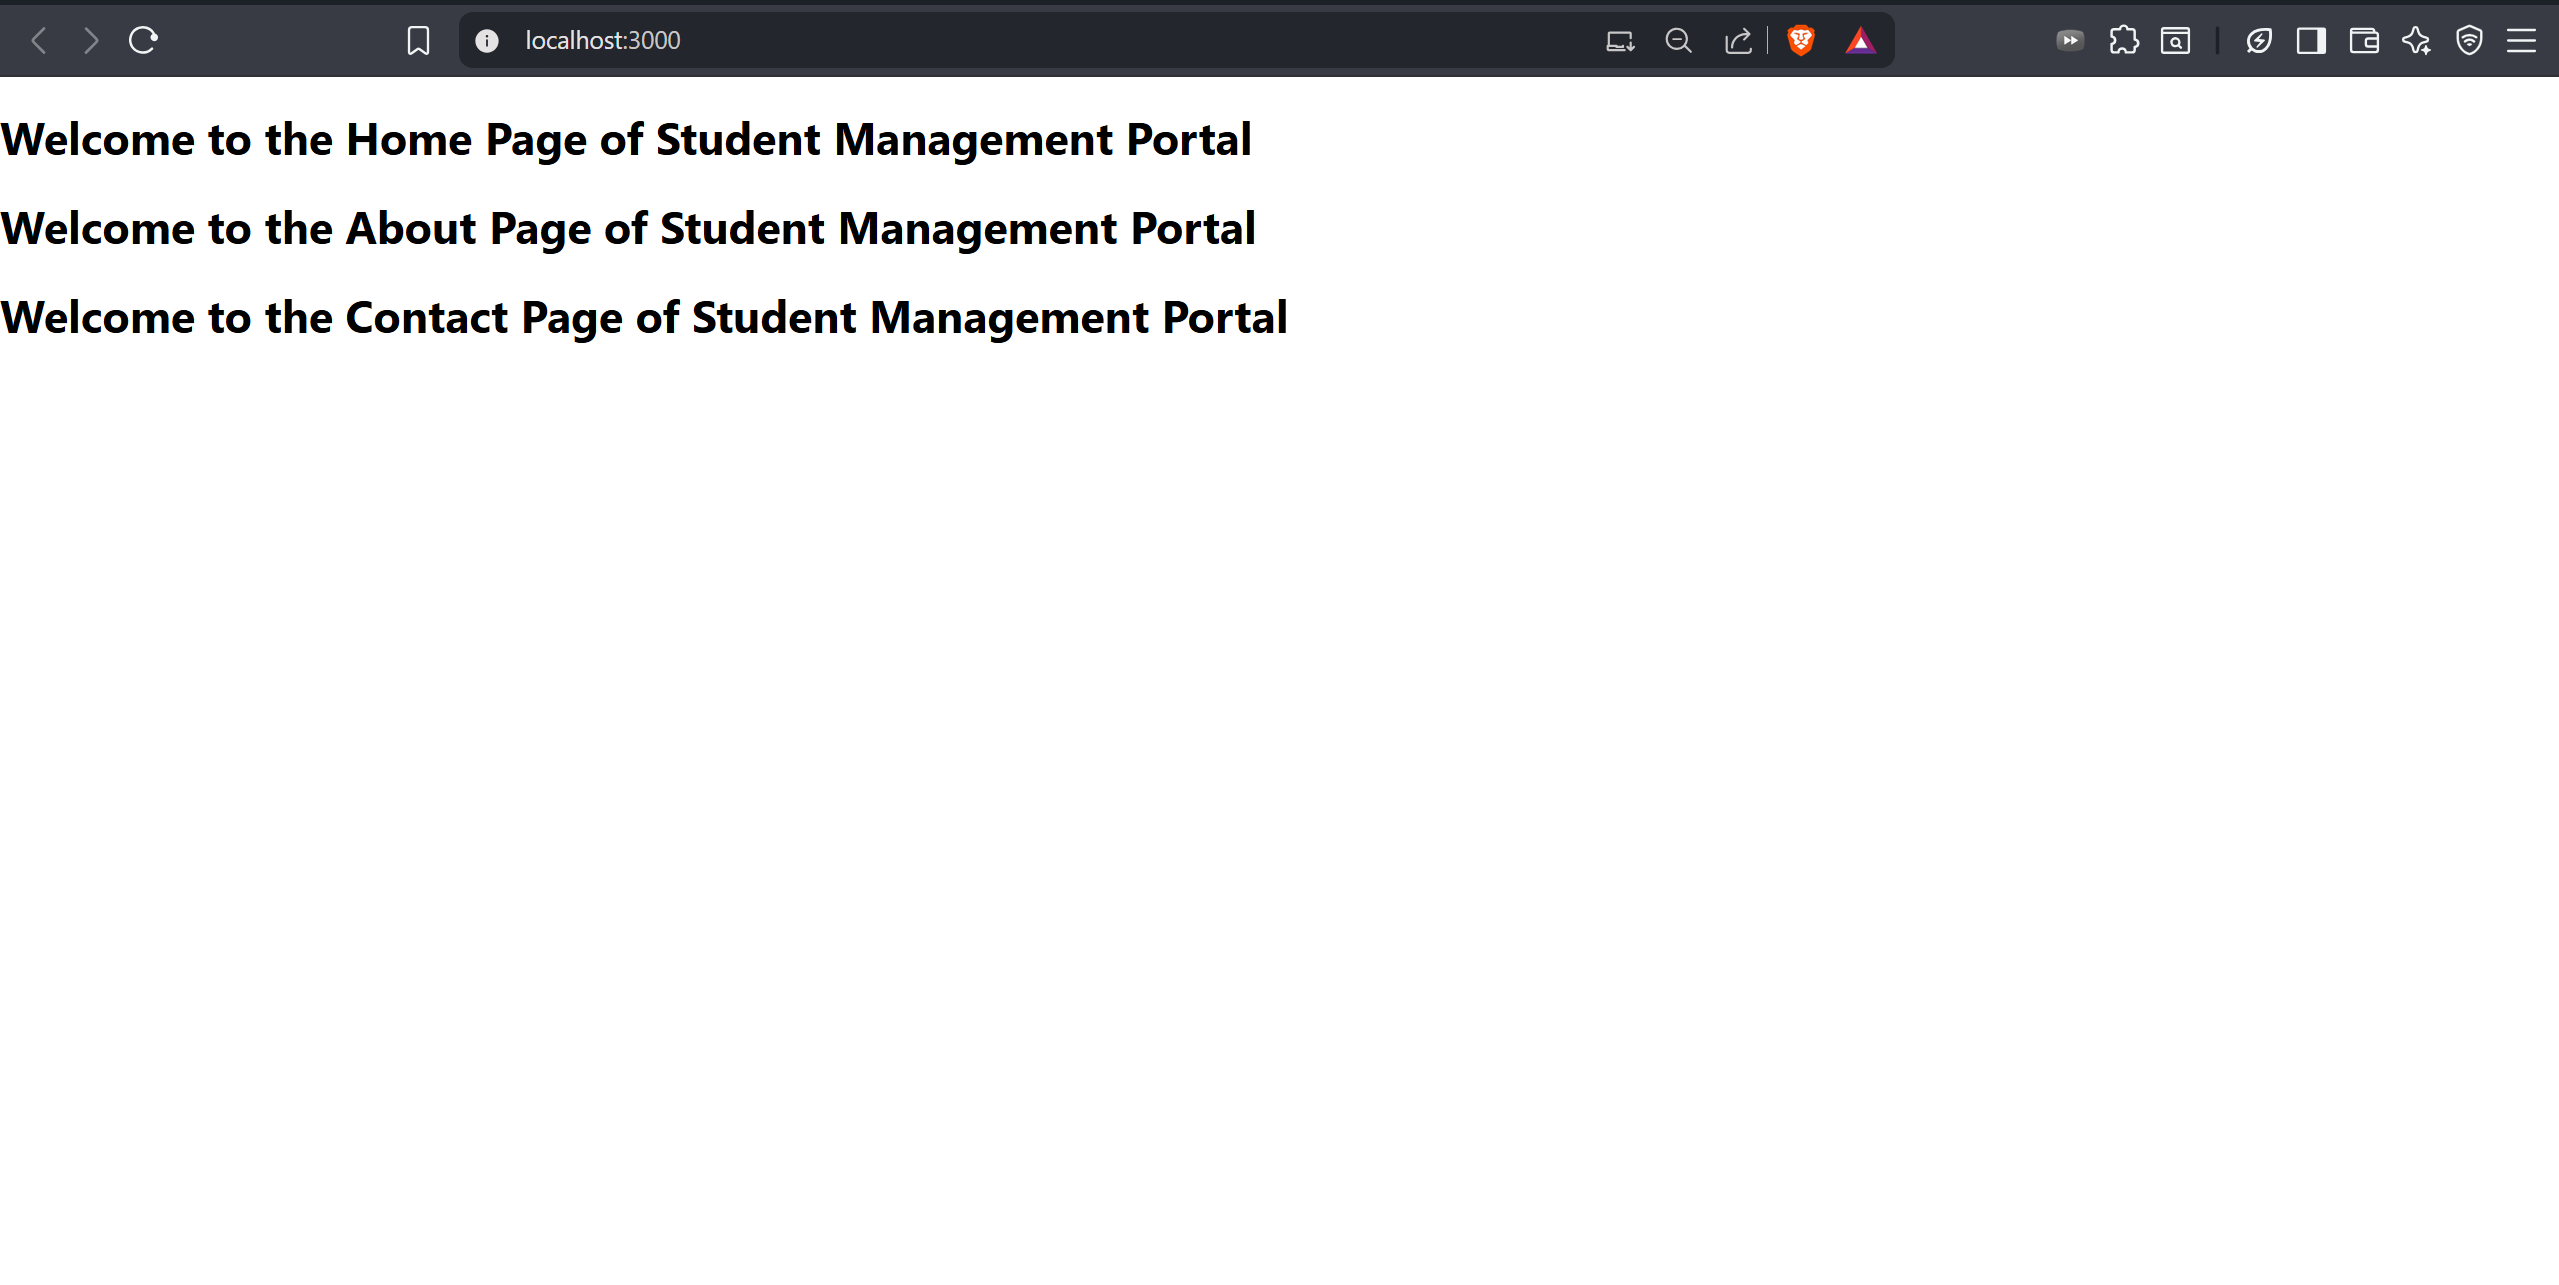 localhost:3000
Welcome to the Home Page of Student Management Portal
Welcome to the About Page of Student Management Portal
Welcome to the Contact Page of Student Management Portal